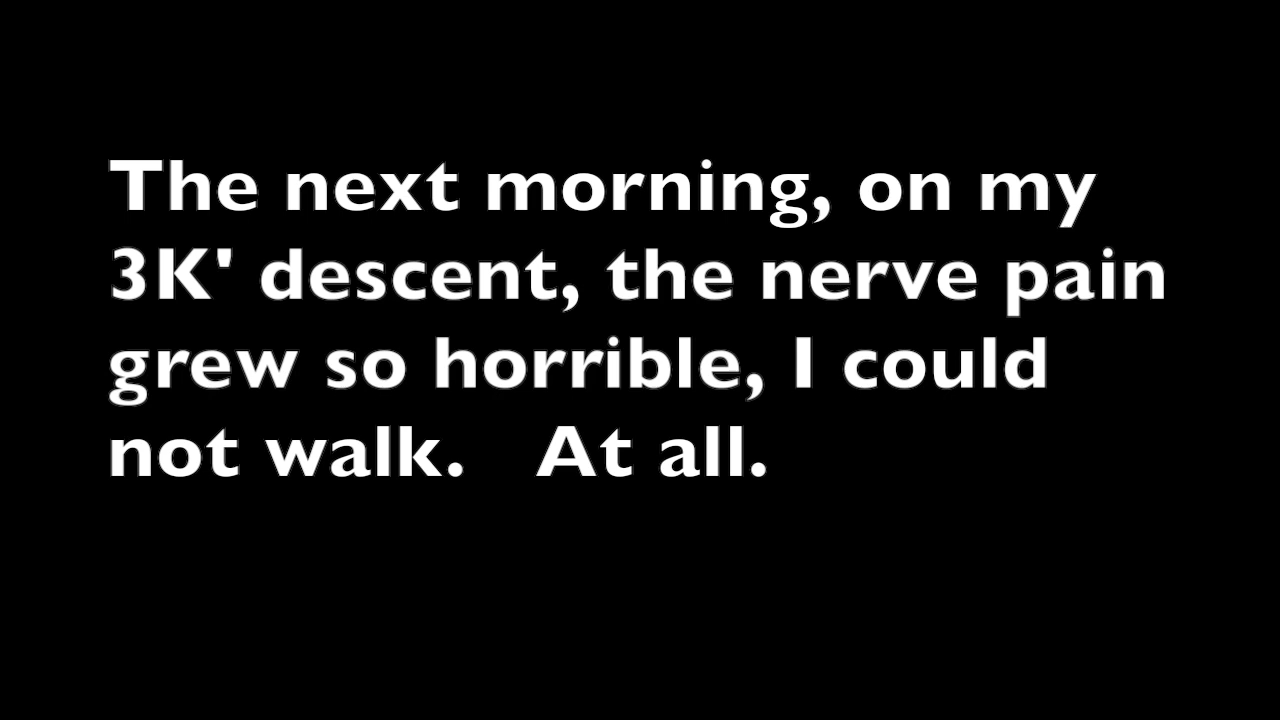 The next morning, on my
3K' descent, the nerve pain
grew so horrible, I could
not walk.   At all.